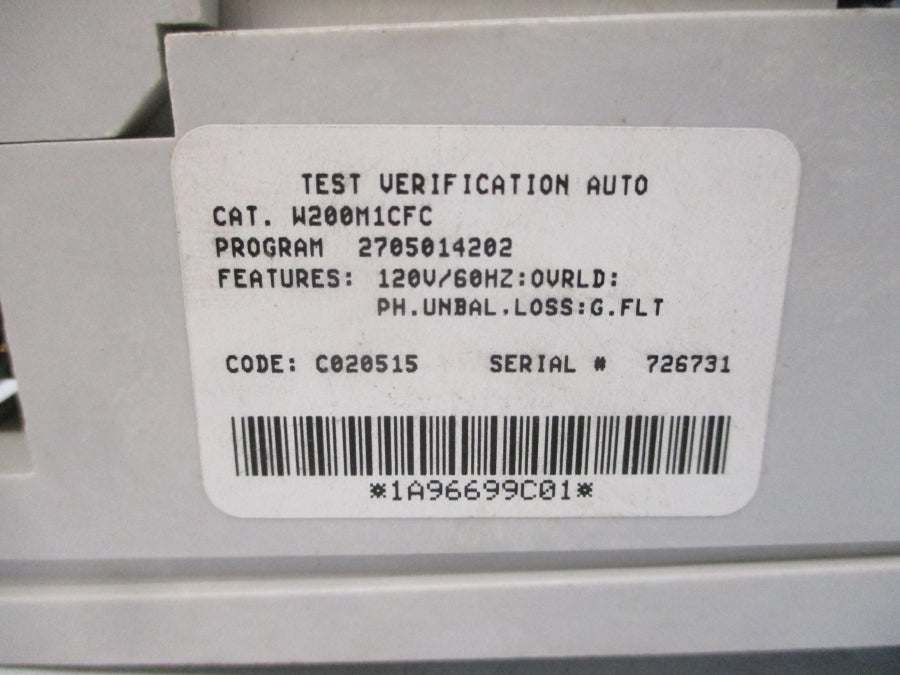 TEST VERIFICATION AUTO
CAT. W200M1CFC
PROGRAM 2705014202
FEATURES: 120V/60HZ:OVRLD:
PH.UNBAL.LOSS:G.FLT
CODE: C020515 SERIAL # 726731
*1A96699C01*